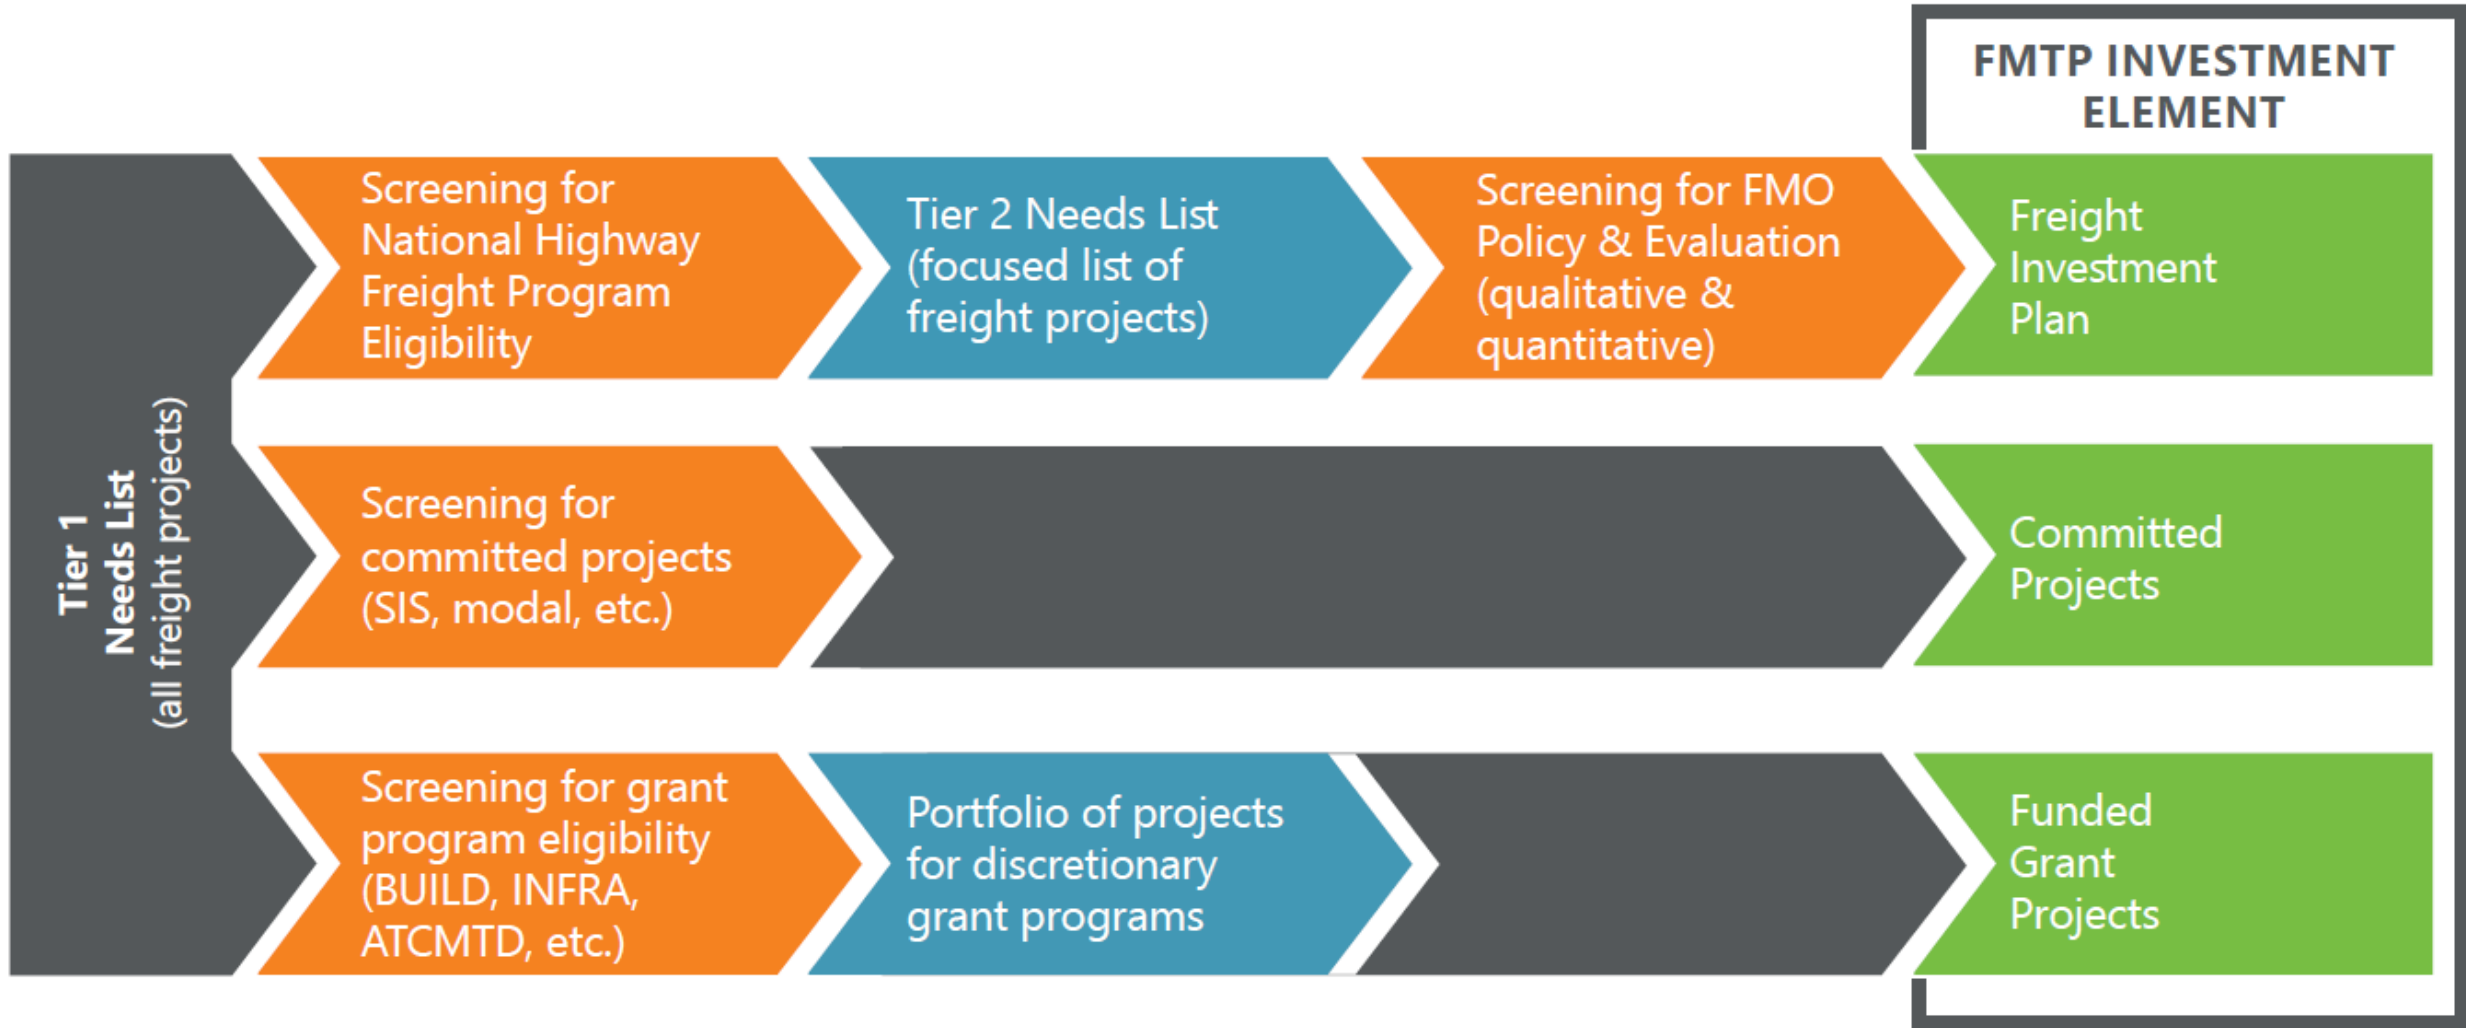 FMTP INVESTMENT
ELEMENT
Tier 1
Needs List
(all freight projects)
Screening for
National Highway
Freight Program
Eligibility
Tier 2 Needs List
(focused list of
freight projects)
Screening for FMO
Policy & Evaluation
(qualitative &
quantitative)
Freight
Investment
Plan
Screening for
committed projects
(SIS, modal, etc.)
Committed
Projects
Screening for grant
program eligibility
(BUILD, INFRA,
ATCMTD, etc.)
Portfolio of projects
for discretionary
grant programs
Funded
Grant
Projects